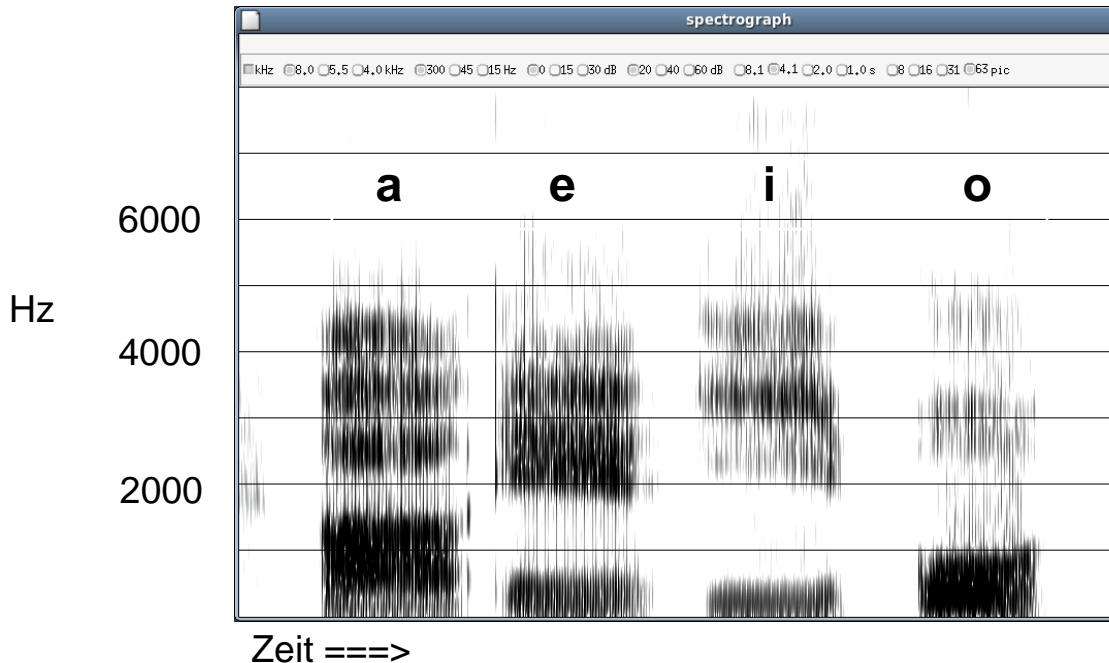 spectrograph
kHz 8.0 5.5 4.0 kHz 300 45 15 Hz 0 15 30 dB 20 40 60 dB 8.1 4.1 2.0 1.0 s 8 16 31 63 pic
a e i o
6000
Hz
4000
2000
Zeit ===>